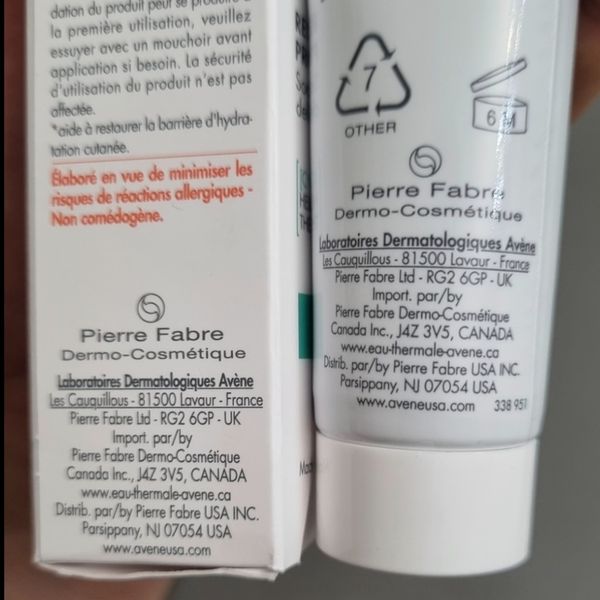 dation du produit peut se produire à
la première utilisation, veuillez
essuyer avec un mouchoir avant
application si besoin. La sécurité
d'utilisation du produit n'est pas
affectée.
*aide à restaurer la barrière d'hydra-
tation cutanée.
Élaboré en vue de minimiser les
risques de réactions allergiques -
Non comédogène.
Pierre Fabre
Dermo-Cosmétique
Laboratoires Dermatologiques Avène
Les Cauquillous - 81500 Lavaur - France
Pierre Fabre Ltd - RG2 6GP - UK
Import. par/by
Pierre Fabre Dermo-Cosmétique
Canada Inc., J4Z 3V5, CANADA
www.eau-thermale-avene.ca
Distrib. par/by Pierre Fabre USA INC.
Parsippany, NJ 07054 USA
www.aveneusa.com
7
OTHER
6 M
Pierre Fabre
Dermo-Cosmétique
Laboratoires Dermatologiques Avène
Les Cauquillous - 81500 Lavaur - France
Pierre Fabre Ltd - RG2 6GP - UK
Import. par/by
Pierre Fabre Dermo-Cosmétique
Canada Inc., J4Z 3V5, CANADA
www.eau-thermale-avene.ca
Distrib. par/by Pierre Fabre USA INC.
Parsippany, NJ 07054 USA
www.aveneusa.com 338 951